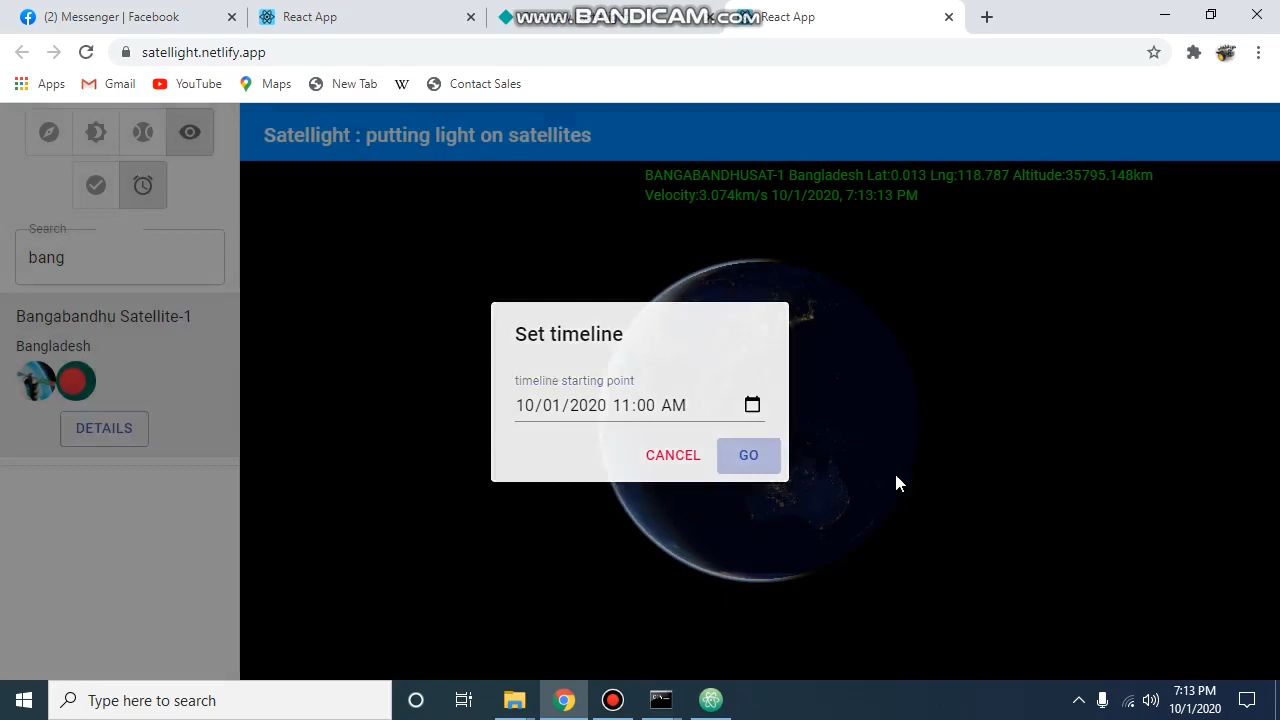 (2) Messenger | Facebook
React App
www.BANDICAM.com
React App
satellight.netlify.app
Apps
Gmail
YouTube
Maps
New Tab
W
Contact Sales
Satellight : putting light on satellites
BANGABANDHUSAT-1 Bangladesh Lat:0.013 Lng:118.787 Altitude:35795.148km
Velocity:3.074km/s 10/1/2020, 7:13:13 PM
Search
bang
Bangabandhu Satellite-1
Bangladesh
DETAILS
Set timeline
timeline starting point
10/01/2020 11:00 AM
CANCEL
GO
Type here to search
7:13 PM
10/1/2020